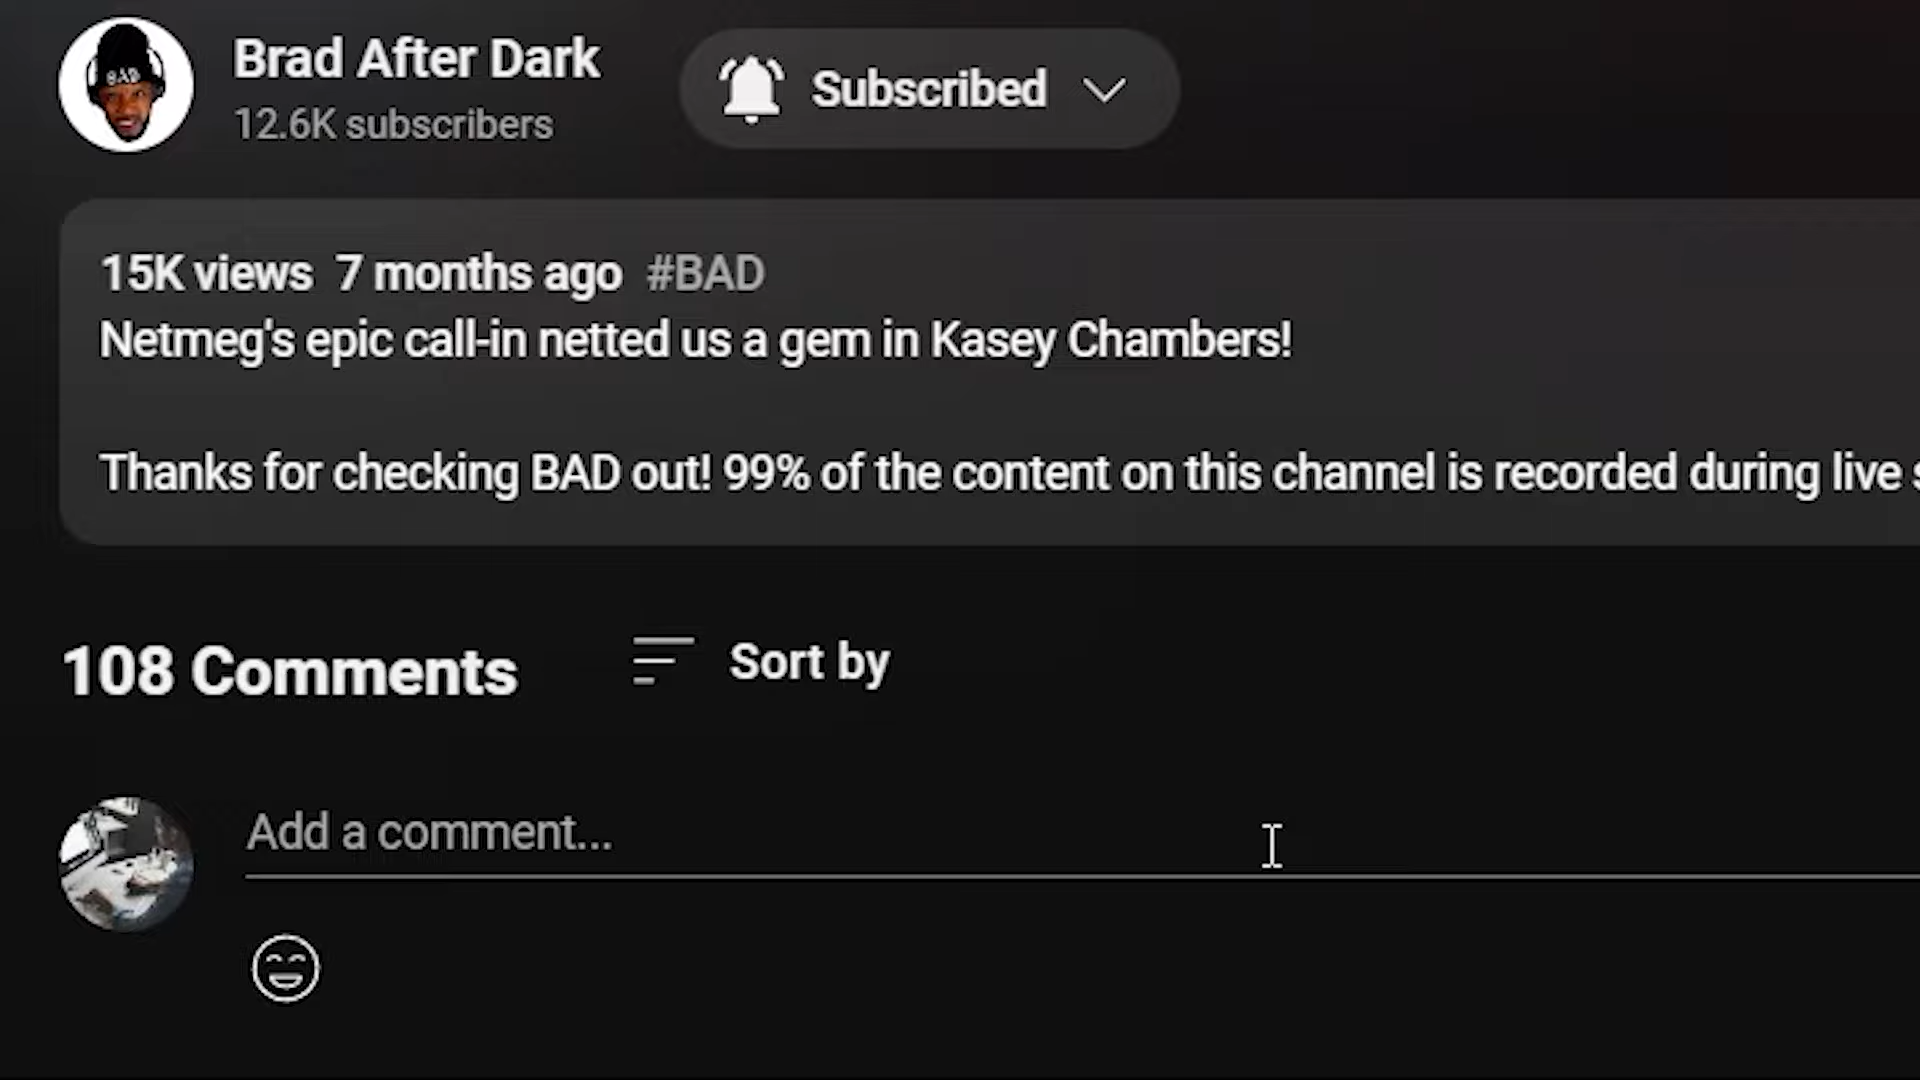 BAD
Brad After Dark
12.6K subscribers
Subscribed
15K views 7 months ago #BAD
Netmeg's epic call-in netted us a gem in Kasey Chambers!
Thanks for checking BAD out! 99% of the content on this channel is recorded during live s
108 Comments
Sort by
Add a comment...